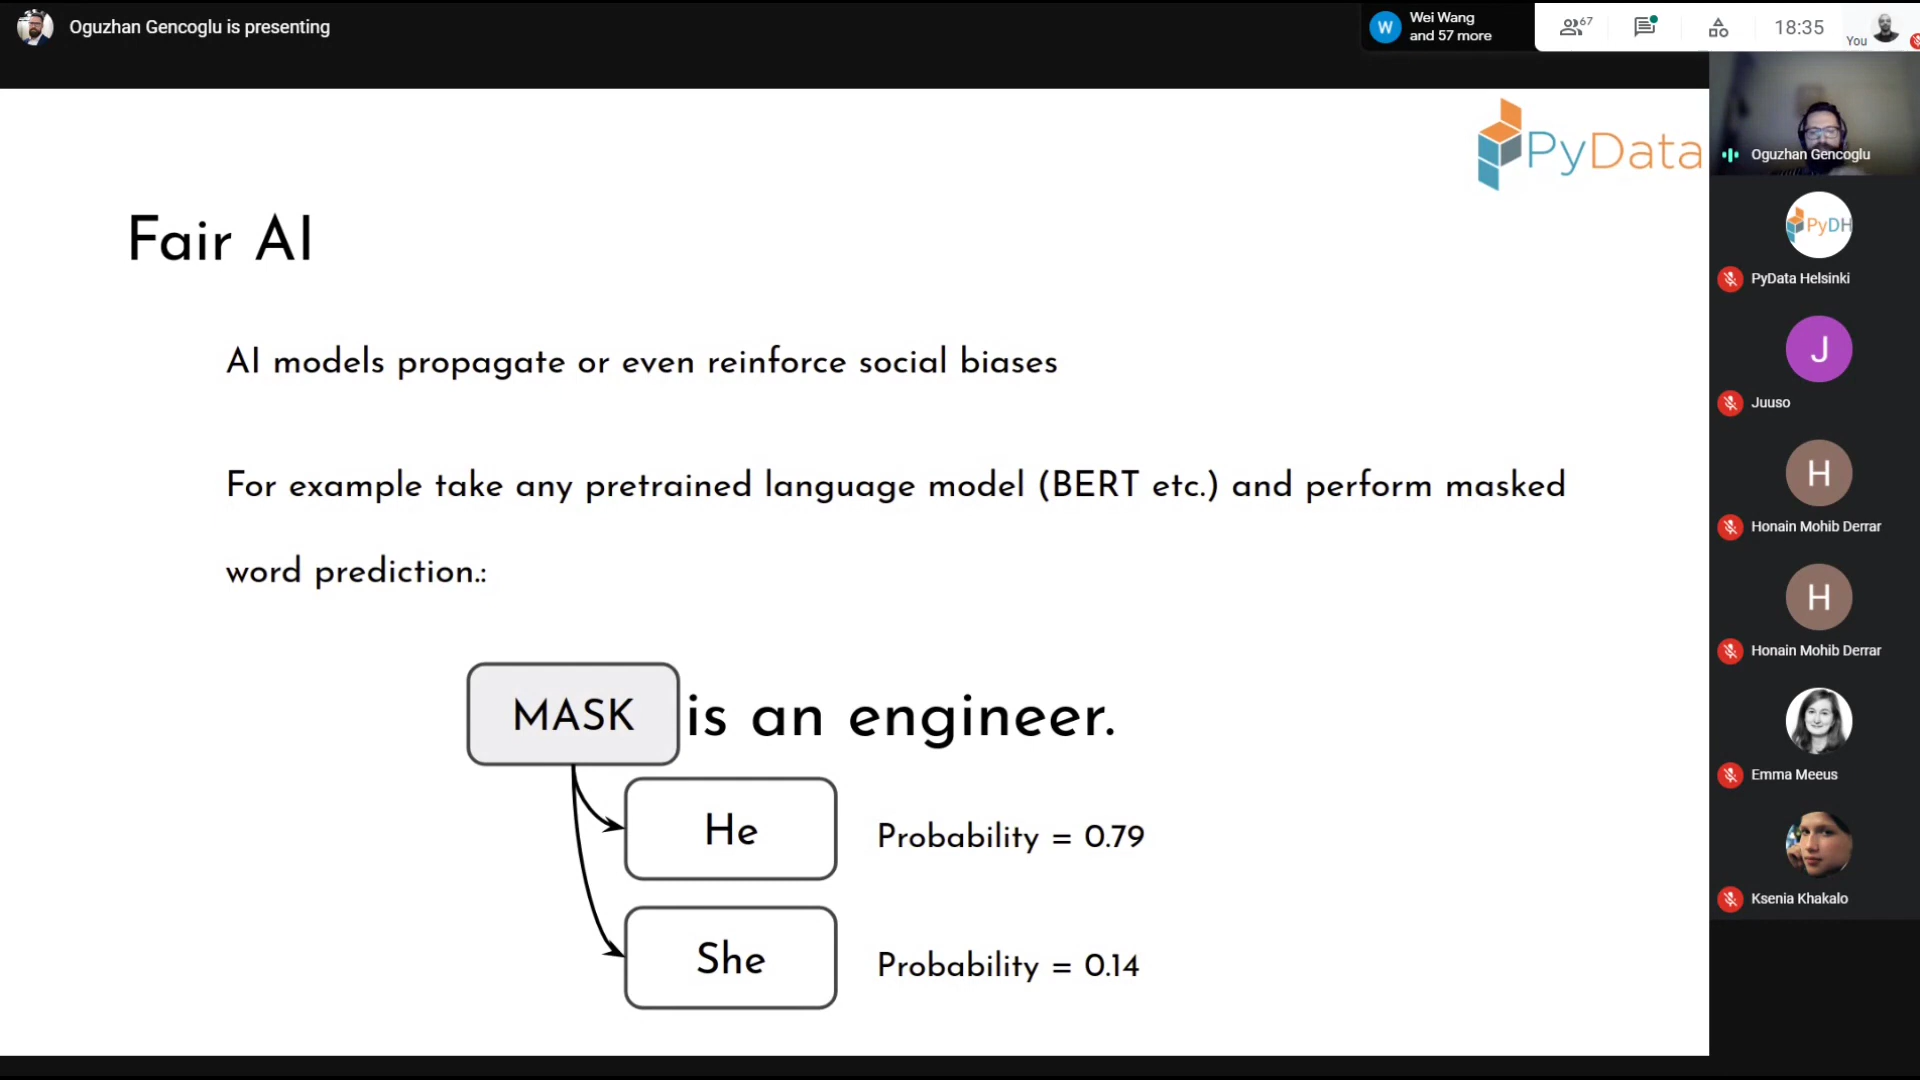 Oguzhan Gencoglu is presenting
W
Wei Wang
and 57 more
67
18:35
You
PyData
Fair AI
AI models propagate or even reinforce social biases
For example take any pretrained language model (BERT etc.) and perform masked
word prediction.:
MASK is an engineer.
He
Probability = 0.79
She
Probability = 0.14
Oguzhan Gencoglu
PyDH
PyData Helsinki
J
Juuso
H
Honain Mohib Derrar
H
Honain Mohib Derrar
Emma Meeus
Ksenia Khakalo